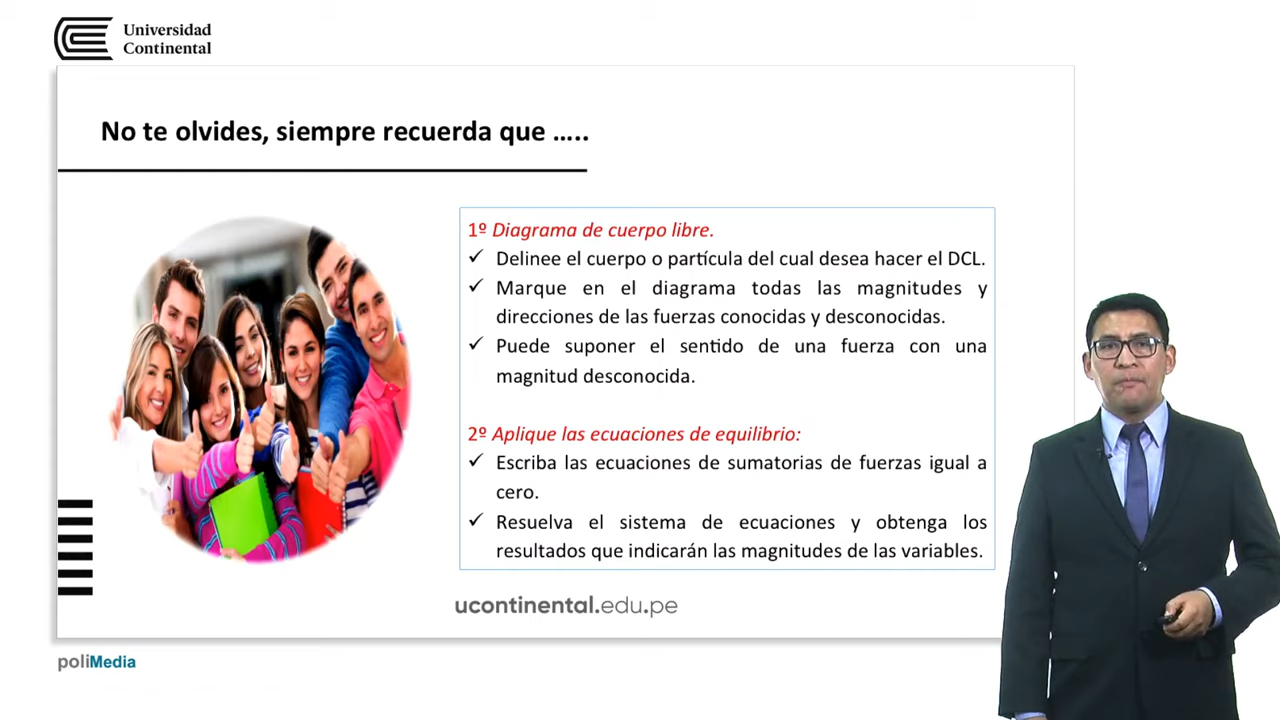 Universidad
Continental
No te olvides, siempre recuerda que …..
1º Diagrama de cuerpo libre.
✓ Delinee el cuerpo o partícula del cual desea hacer el DCL.
✓ Marque en el diagrama todas las magnitudes y
direcciones de las fuerzas conocidas y desconocidas.
✓ Puede suponer el sentido de una fuerza con una
magnitud desconocida.
2º Aplique las ecuaciones de equilibrio:
✓ Escriba las ecuaciones de sumatorias de fuerzas igual a
cero.
✓ Resuelva el sistema de ecuaciones y obtenga los
resultados que indicarán las magnitudes de las variables.
ucontinental.edu.pe
poliMedia